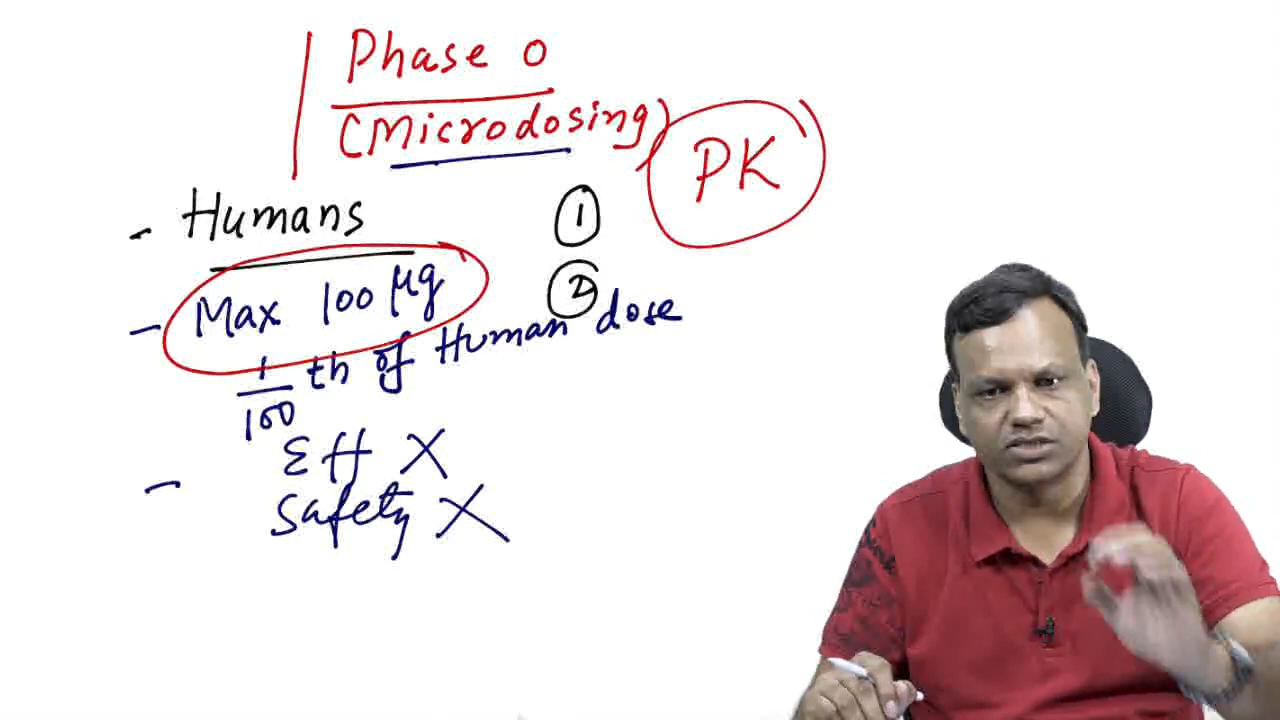 Phase 0
(Microdosing)
PK
- Humans
①
- Max 100 μg
②
1/100 th of Human dose
- Eff X
Safety X